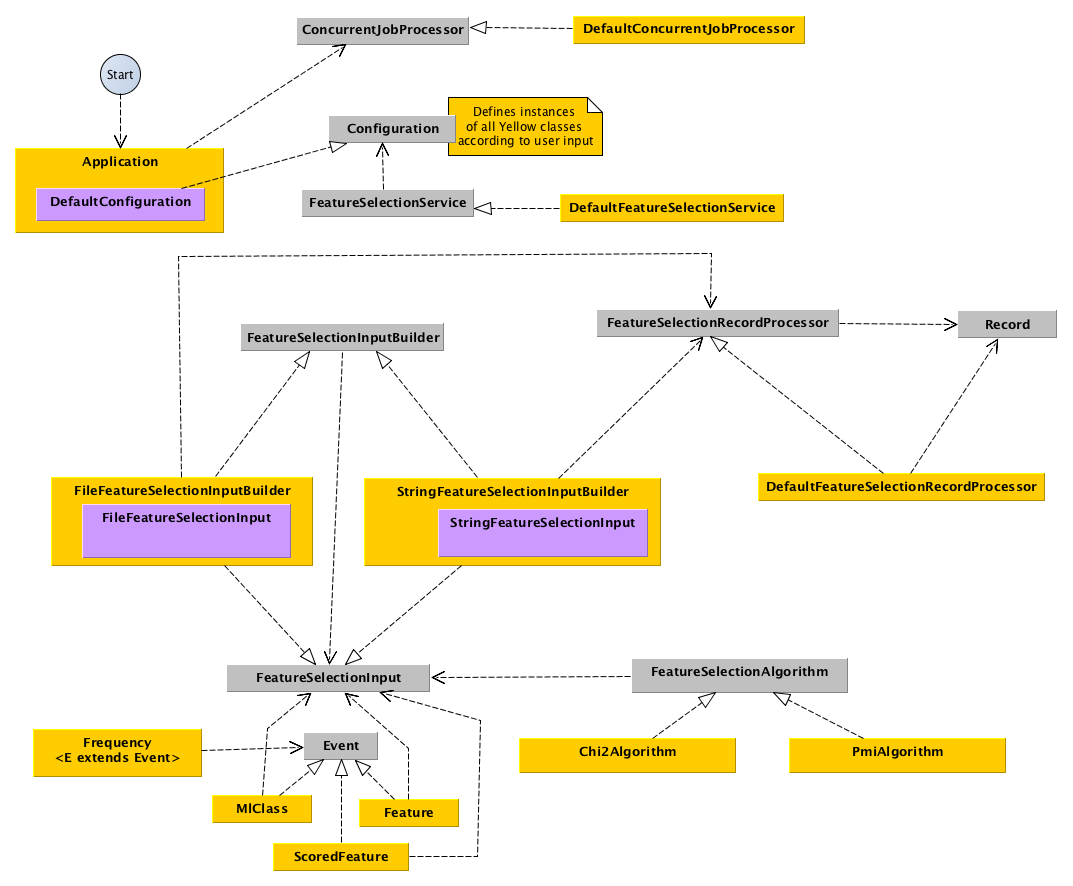 ConcurrentJobProcessor
DefaultConcurrentJobProcessor
Start
Defines instances
of all Yellow classes
according to user input
Configuration
Application
DefaultConfiguration
FeatureSelectionService
DefaultFeatureSelectionService
FeatureSelectionInputBuilder
FeatureSelectionRecordProcessor
Record
FileFeatureSelectionInputBuilder
FileFeatureSelectionInput
StringFeatureSelectionInputBuilder
StringFeatureSelectionInput
DefaultFeatureSelectionRecordProcessor
FeatureSelectionInput
FeatureSelectionAlgorithm
Frequency
<E extends Event>
Event
Chi2Algorithm
PmiAlgorithm
MlClass
Feature
ScoredFeature